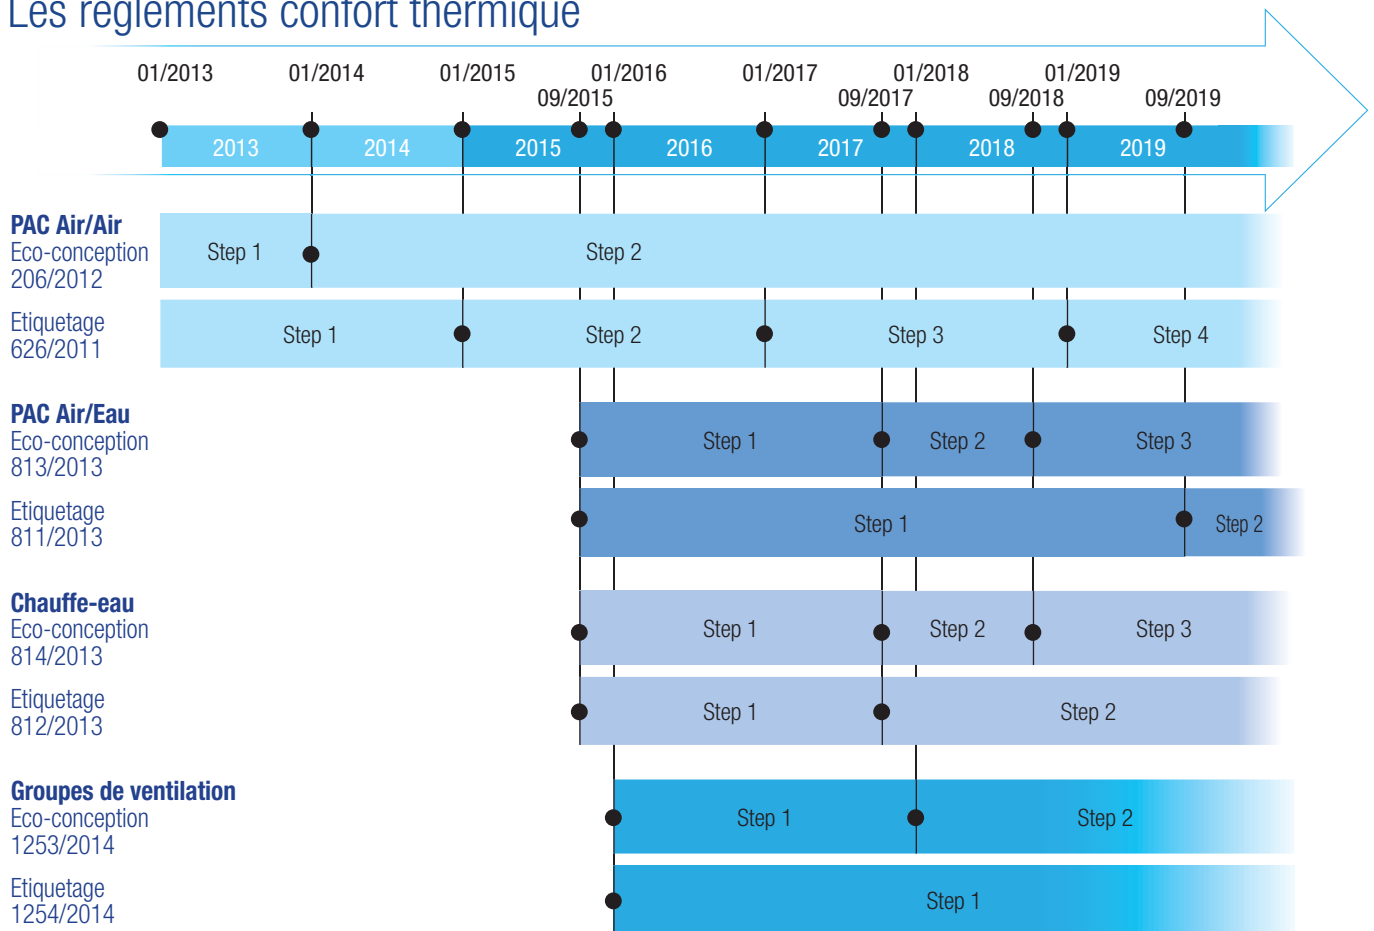 Les règlements confort thermique
01/2013 01/2014 01/2015 01/2016 01/2017 01/2018 01/2019
09/2015 09/2017 09/2018 09/2019
2013 2014 2015 2016 2017 2018 2019
PAC Air/Air
Eco-conception
206/2012
Step 1 Step 2
Etiquetage
626/2011
Step 1 Step 2 Step 3 Step 4
PAC Air/Eau
Eco-conception
813/2013
Step 1 Step 2 Step 3
Etiquetage
811/2013
Step 1 Step 2
Chauffe-eau
Eco-conception
814/2013
Step 1 Step 2 Step 3
Etiquetage
812/2013
Step 1 Step 2
Groupes de ventilation
Eco-conception
1253/2014
Step 1 Step 2
Etiquetage
1254/2014
Step 1